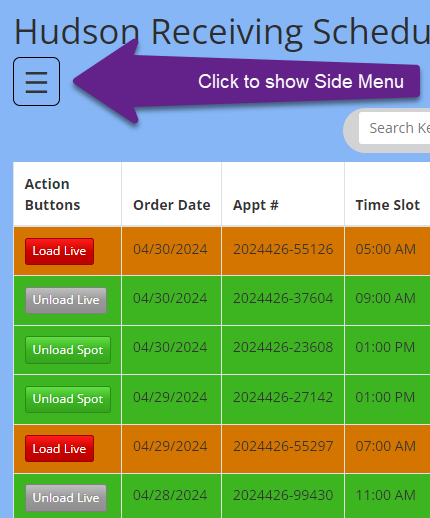 Hudson Receiving Schedu
☰ Click to show Side Menu
Search Ke
Action Buttons Order Date Appt # Time Slot
Load Live 04/30/2024 2024426-55126 05:00 AM
Unload Live 04/30/2024 2024426-37604 09:00 AM
Unload Spot 04/30/2024 2024426-23608 01:00 PM
Unload Spot 04/29/2024 2024426-27142 01:00 PM
Load Live 04/29/2024 2024426-55297 07:00 AM
Unload Live 04/28/2024 2024426-99430 11:00 AM